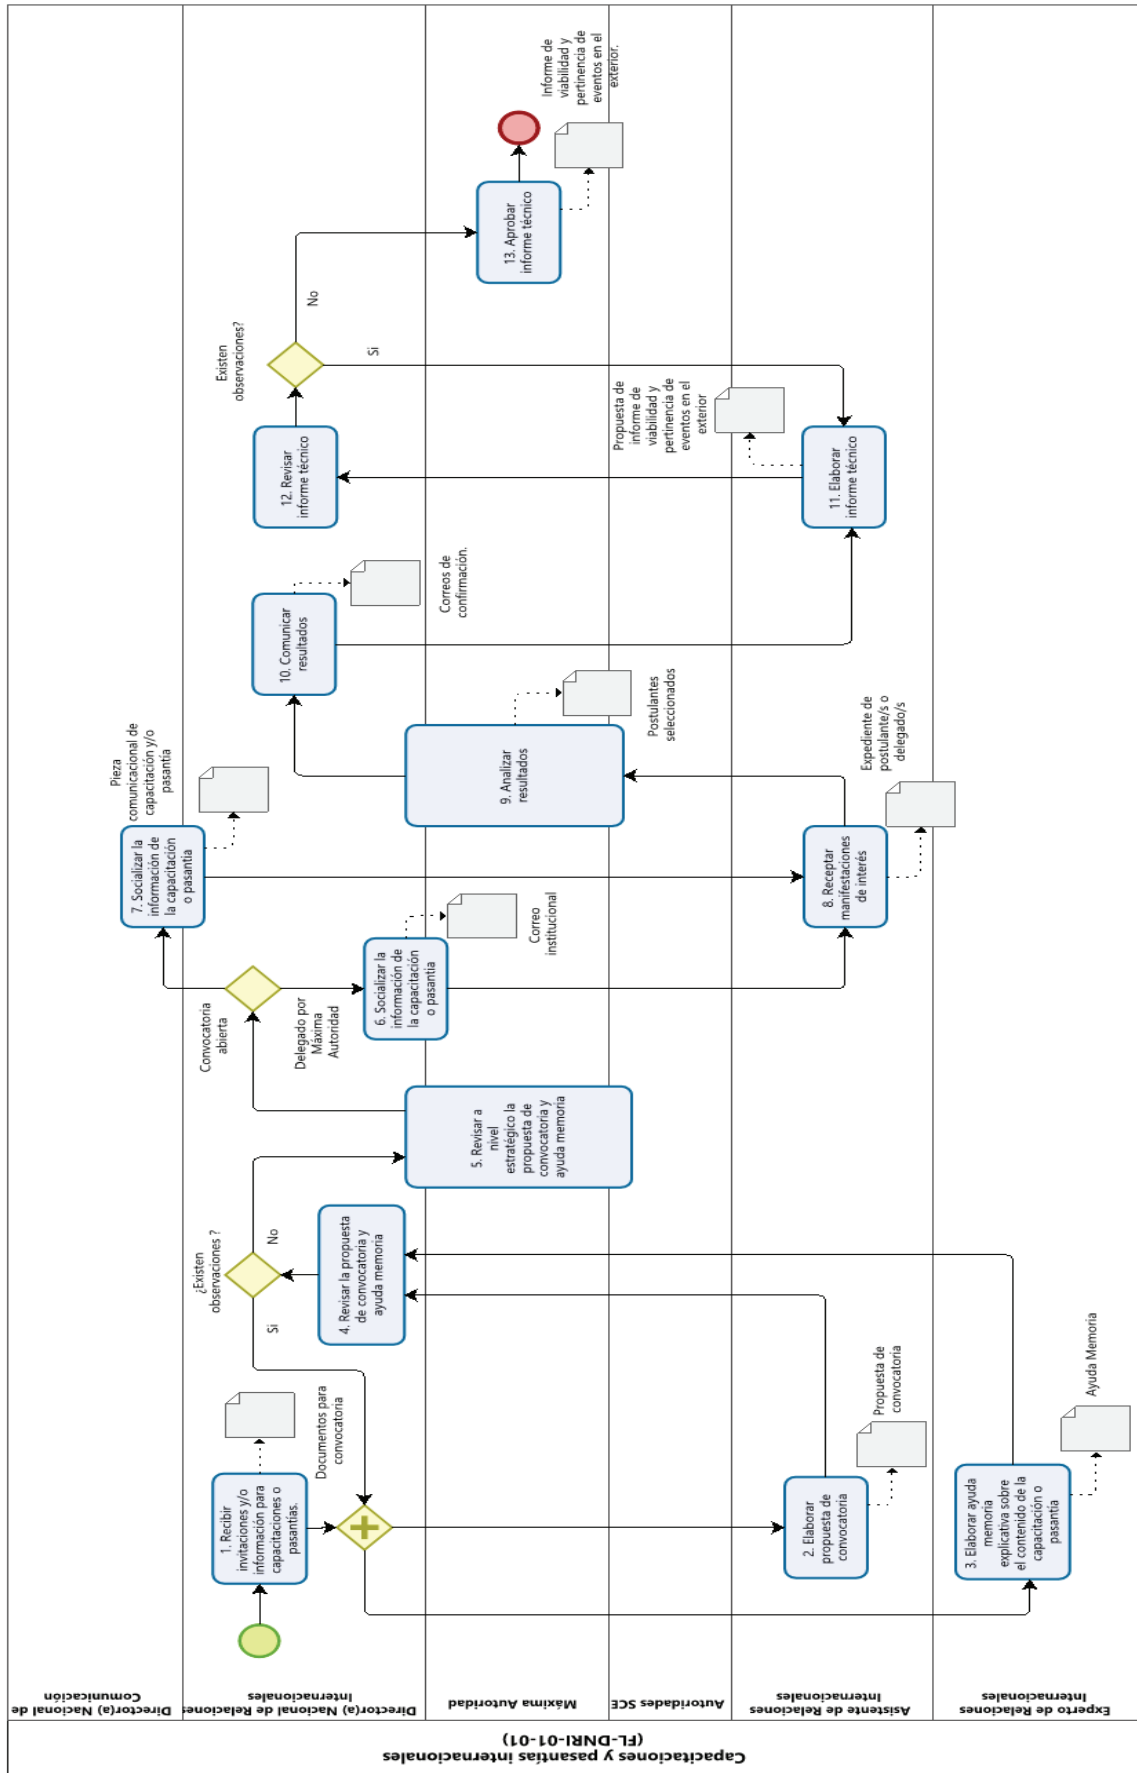 Capacitaciones y pasantías internacionales
(FL-DNRI-01-01)
Director(a) Nacional de
Comunicación
Director(a) Nacional de Relaciones
Internacionales
Máxima Autoridad
Autoridades SCE
Asistente de Relaciones
Internacionales
Experto de Relaciones
Internacionales
1. Recibir
invitaciones y/o
información para
capacitaciones o
pasantías.
Documentos para
convocatoria
2. Elaborar
propuesta de
convocatoria
Propuesta de
convocatoria
3. Elaborar ayuda
memoria
explicativa sobre
el contenido de la
capacitación o
pasantía
Ayuda Memoria
4. Revisar la propuesta
de convocatoria y
ayuda memoria
¿Existen
observaciones ?
Si
No
5. Revisar a
nivel
estratégico la
propuesta de
convocatoria y
ayuda memoria
Convocatoria
abierta
Delegado por
Máxima
Autoridad
6. Socializar la
información de
la capacitación
o pasantia
Correo
institucional
7. Socializar la
información de
la capacitación
o pasantia
Pieza
comunicacional de
capacitación y/o
pasantia
8. Receptar
manifestaciones
de interés
Expediente de
postulante/s o
delegado/s
9. Analizar
resultados
Postulantes
seleccionados
10. Comunicar
resultados
Correos de
confirmación.
11. Elaborar
informe técnico
Propuesta de
informe de
viabilidad y
pertinencia de
eventos en el
exterior
12. Revisar
informe técnico
Existen
observaciones?
Si
No
13. Aprobar
informe técnico
Informe de
viabilidad y
pertinencia de
eventos en el
exterior.